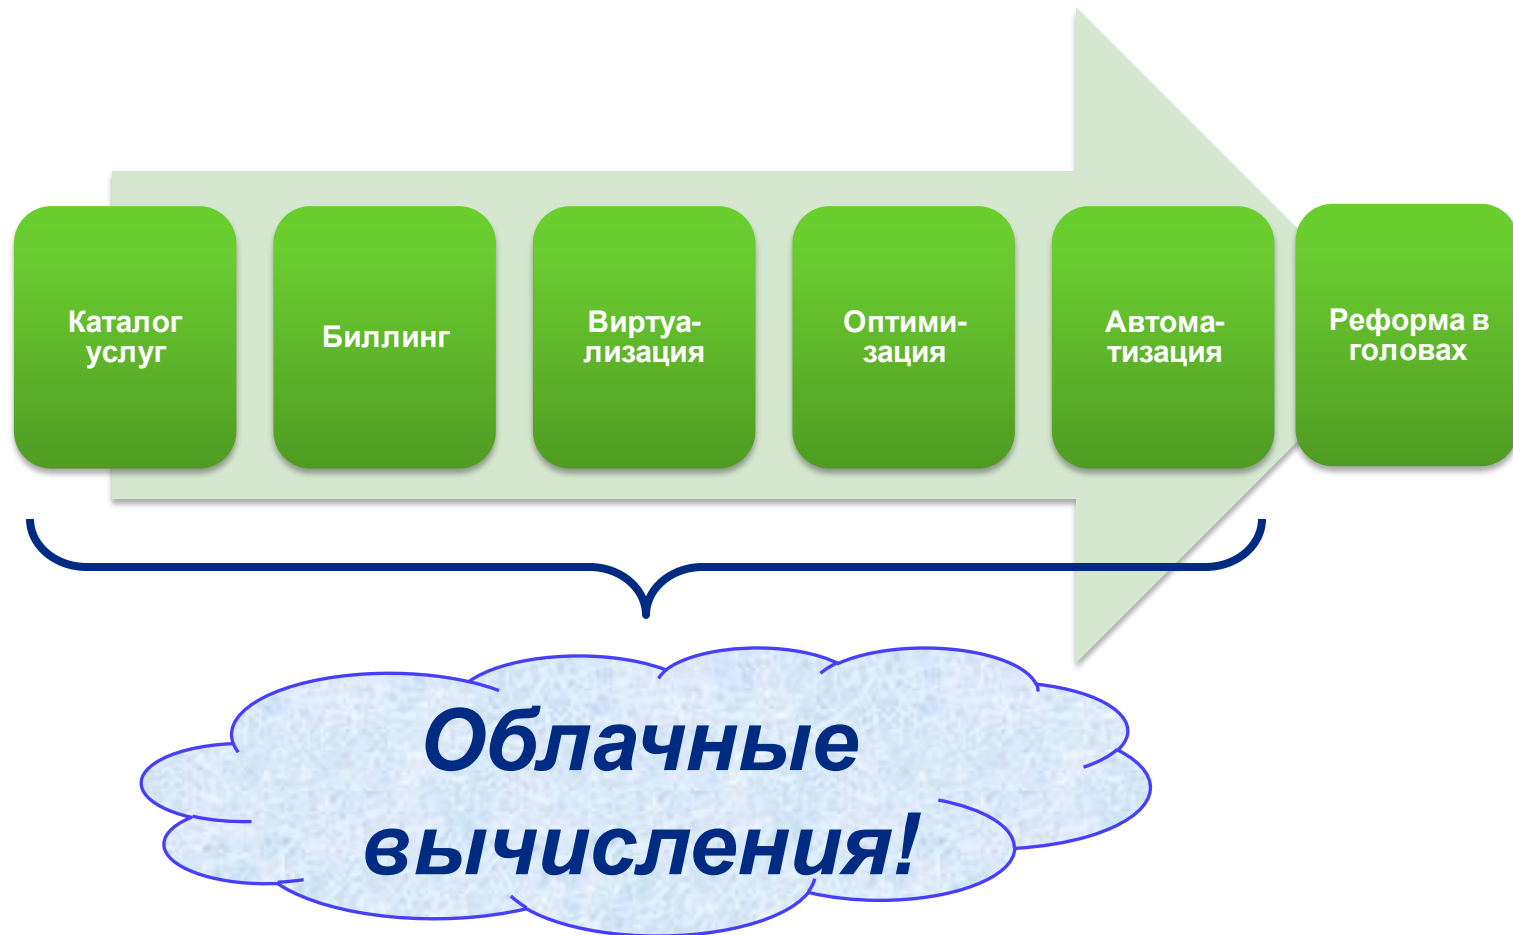 Каталог
услуг
Биллинг
Виртуа-
лизация
Оптими-
зация
Автома-
тизация
Реформа в
головах
Облачные
вычисления!